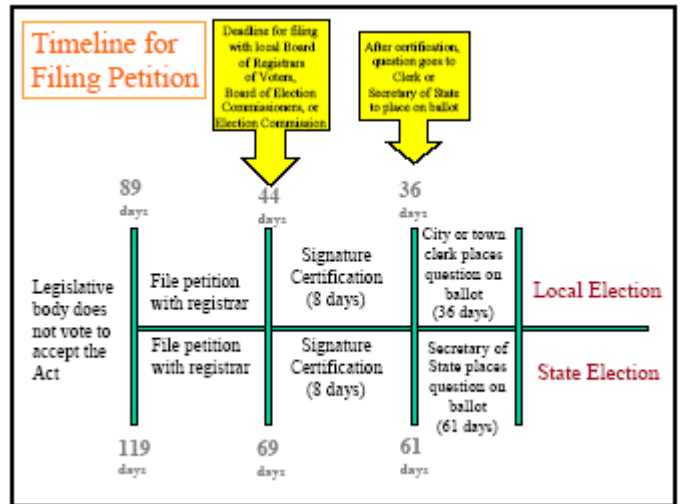 Timeline for
Filing Petition
Deadline for filing
with local Board
of Registrars
of Voters,
Board of Election
Commissioners, or
Election Commission
After certification,
question goes to
Clerk or
Secretary of State
to place on ballot
89
days
44
days
36
days
Legislative
body does
not vote to
accept the
Act
File petition
with registrar
Signature
Certification
(8 days)
City or town
clerk places
question on
ballot
(36 days)
Local Election
File petition
with registrar
Signature
Certification
(8 days)
Secretary of
State places
question on
ballot
(61 days)
State Election
119
days
69
days
61
days